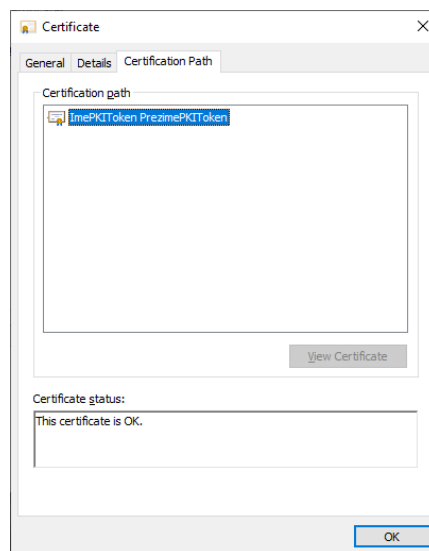 Certificate
General Details Certification Path
Certification path
ImePKIToken PrezimePKIToken
View Certificate
Certificate status:
This certificate is OK.
OK